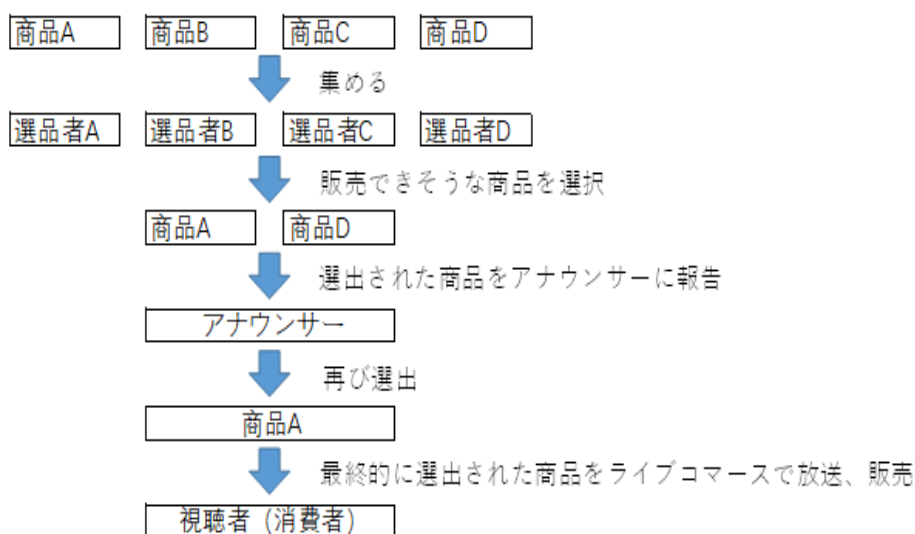 商品A 商品B 商品C 商品D
集める
選品者A 選品者B 選品者C 選品者D
販売できそうな商品を選択
商品A 商品D
選出された商品をアナウンサーに報告
アナウンサー
再び選出
商品A
最終的に選出された商品をライブコマースで放送、販売
視聴者（消費者）